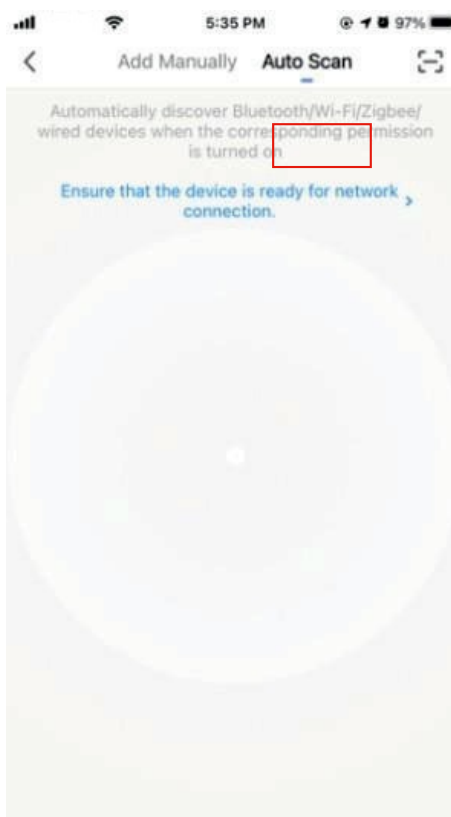 5:35 PM 97%
Add Manually Auto Scan
Automatically discover Bluetooth/Wi-Fi/Zigbee/
wired devices when the corresponding permission
is turned on
Ensure that the device is ready for network
connection.